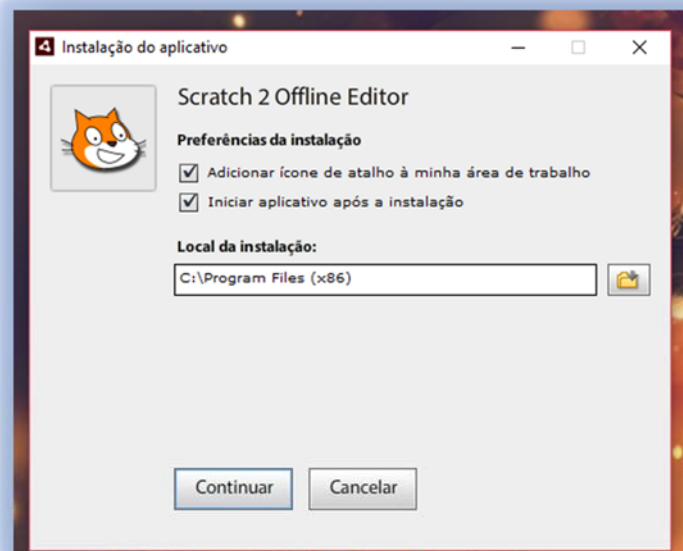 Instalação do aplicativo
Scratch 2 Offline Editor
Preferências da instalação
Adicionar ícone de atalho à minha área de trabalho
Iniciar aplicativo após a instalação
Local da instalação:
C:\Program Files (x86)
Continuar
Cancelar